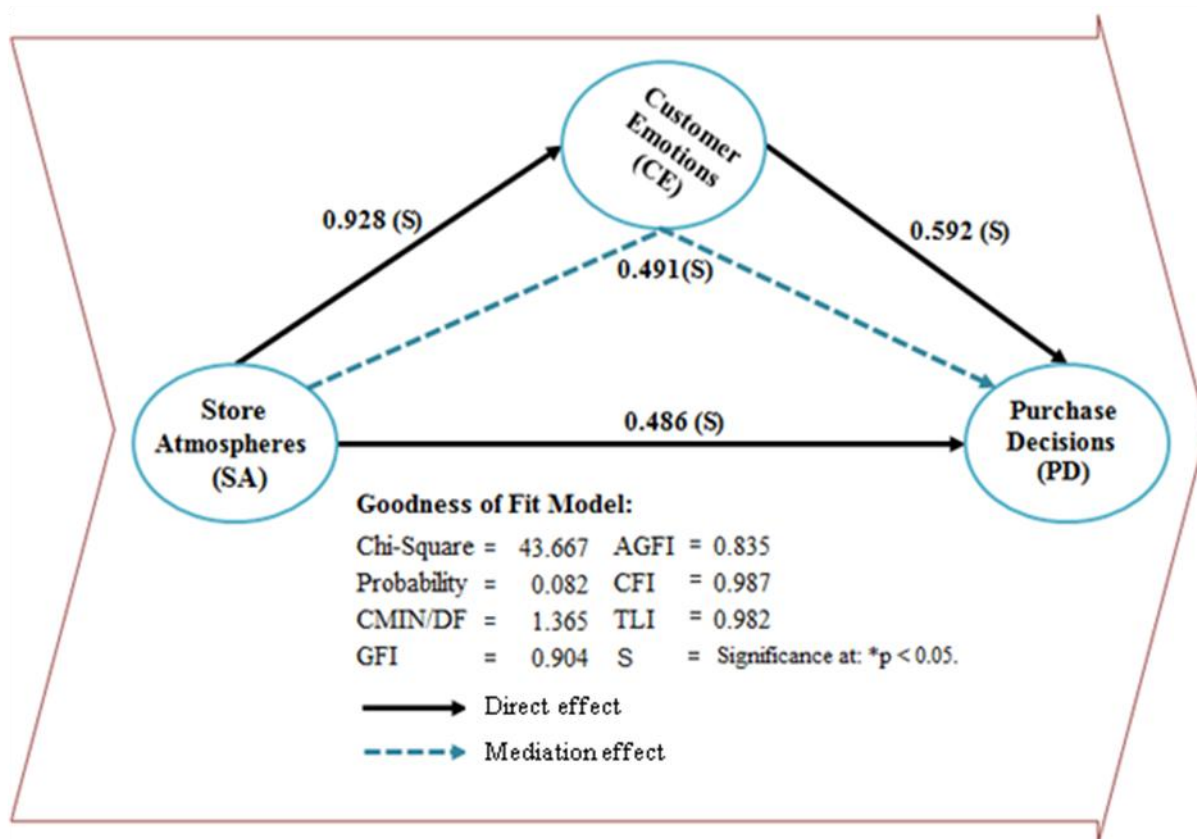 Customer
Emotions
(CE)
0.928 (S)
0.592 (S)
0.491(S)
Store
Atmospheres
(SA)
0.486 (S)
Purchase
Decisions
(PD)
Goodness of Fit Model:
Chi-Square = 43.667 AGFI = 0.835
Probability = 0.082 CFI = 0.987
CMIN/DF = 1.365 TLI = 0.982
GFI = 0.904 S = Significance at: *p < 0.05.
Direct effect
Mediation effect